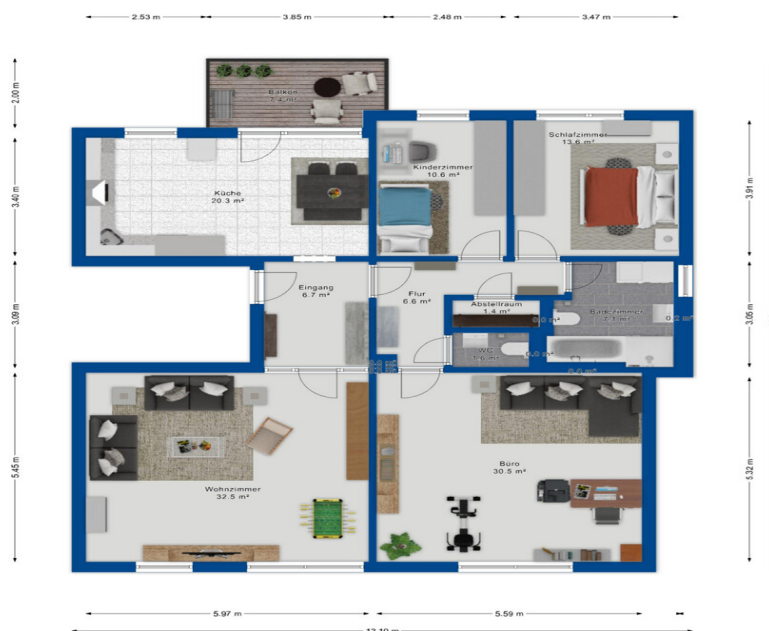 2.53 m
3.85 m
2.48 m
3.47 m
2.00 m
Balkon
7.4 m²
Schlafzimmer
13.6 m²
Kinderzimmer
10.6 m²
3.40 m
3.91 m
Küche
20.3 m²
Eingang
6.7 m²
Flur
6.6 m²
Abstellraum
1.4 m²
Badezimmer
3.09 m
3.05 m
WC
5.45 m
5.32 m
Büro
30.5 m²
Wohnzimmer
32.5 m²
5.97 m
5.59 m